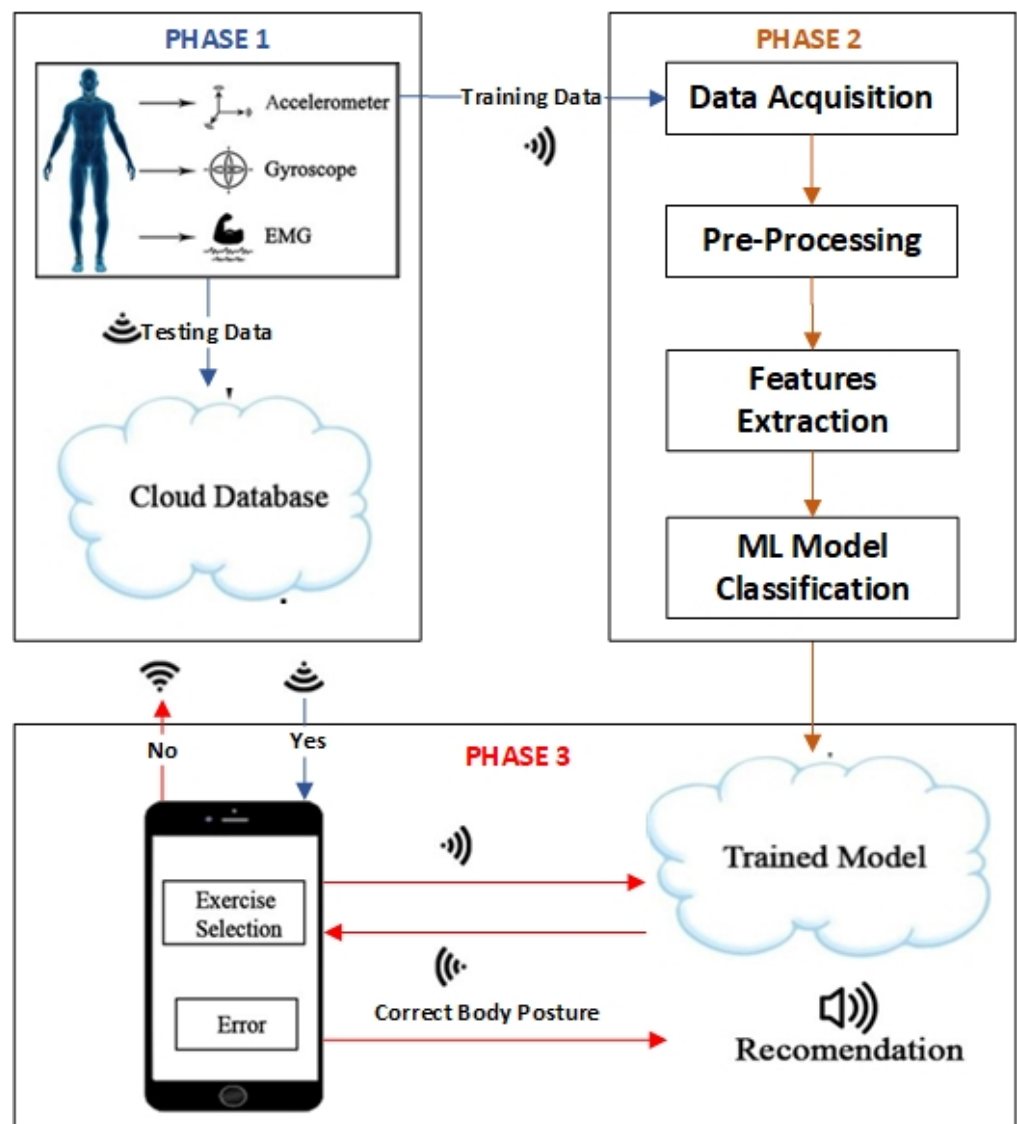 PHASE 1
Accelerometer
Gyroscope
EMG
Testing Data
Cloud Database
Training Data
PHASE 2
Data Acquisition
Pre-Processing
Features
Extraction
ML Model
Classification
No
Yes
PHASE 3
Exercise
Selection
Error
Trained Model
Correct Body Posture
Recomendation